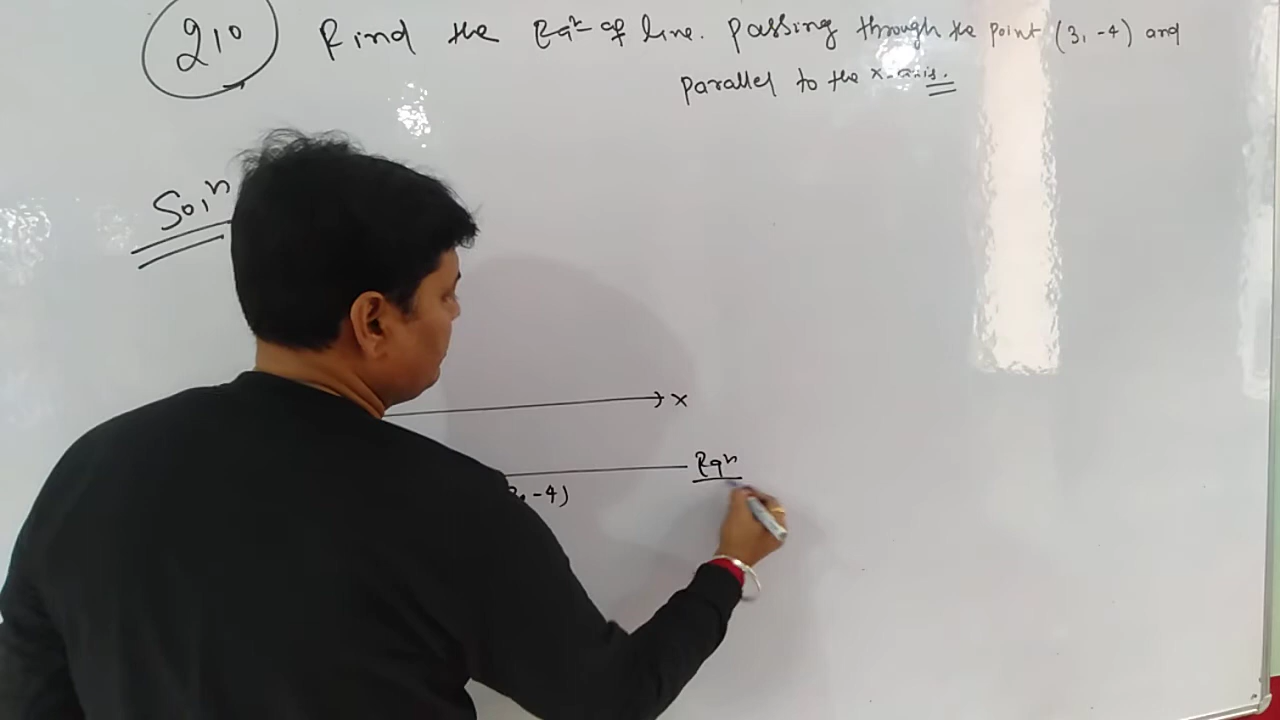 210 Find the Eqn of line. Passing through the point (3, -4) and
parallel to the x-axis.
Soln
x
Eqn
, -4)